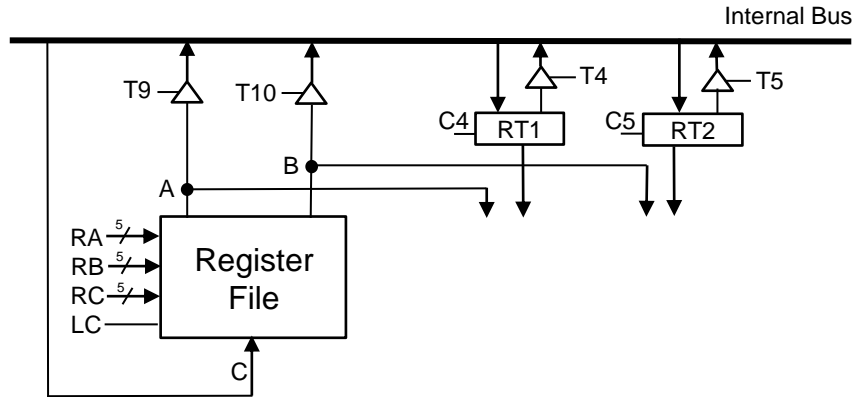 Internal Bus
T9
T10
T4
T5
C4
RT1
C5
RT2
B
A
RA
5
RB
5
RC
5
LC
Register
File
C